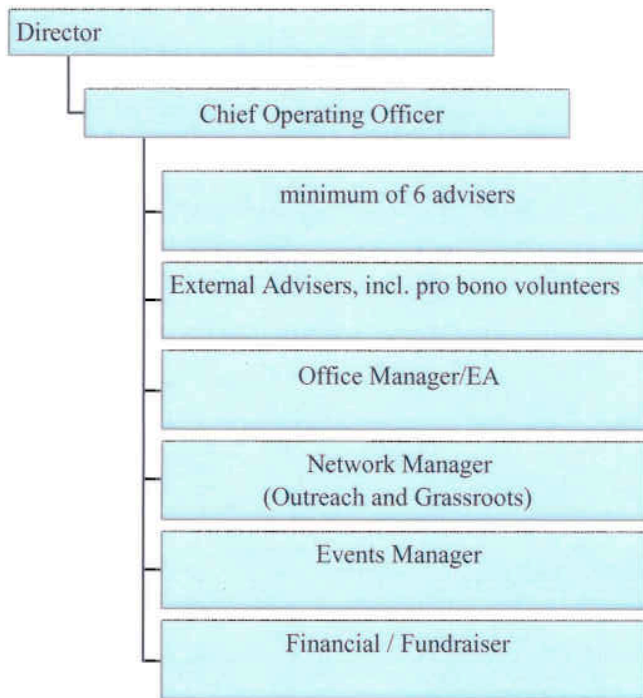 Director
Chief Operating Officer
minimum of 6 advisers
External Advisers, incl. pro bono volunteers
Office Manager/EA
Network Manager
(Outreach and Grassroots)
Events Manager
Financial / Fundraiser